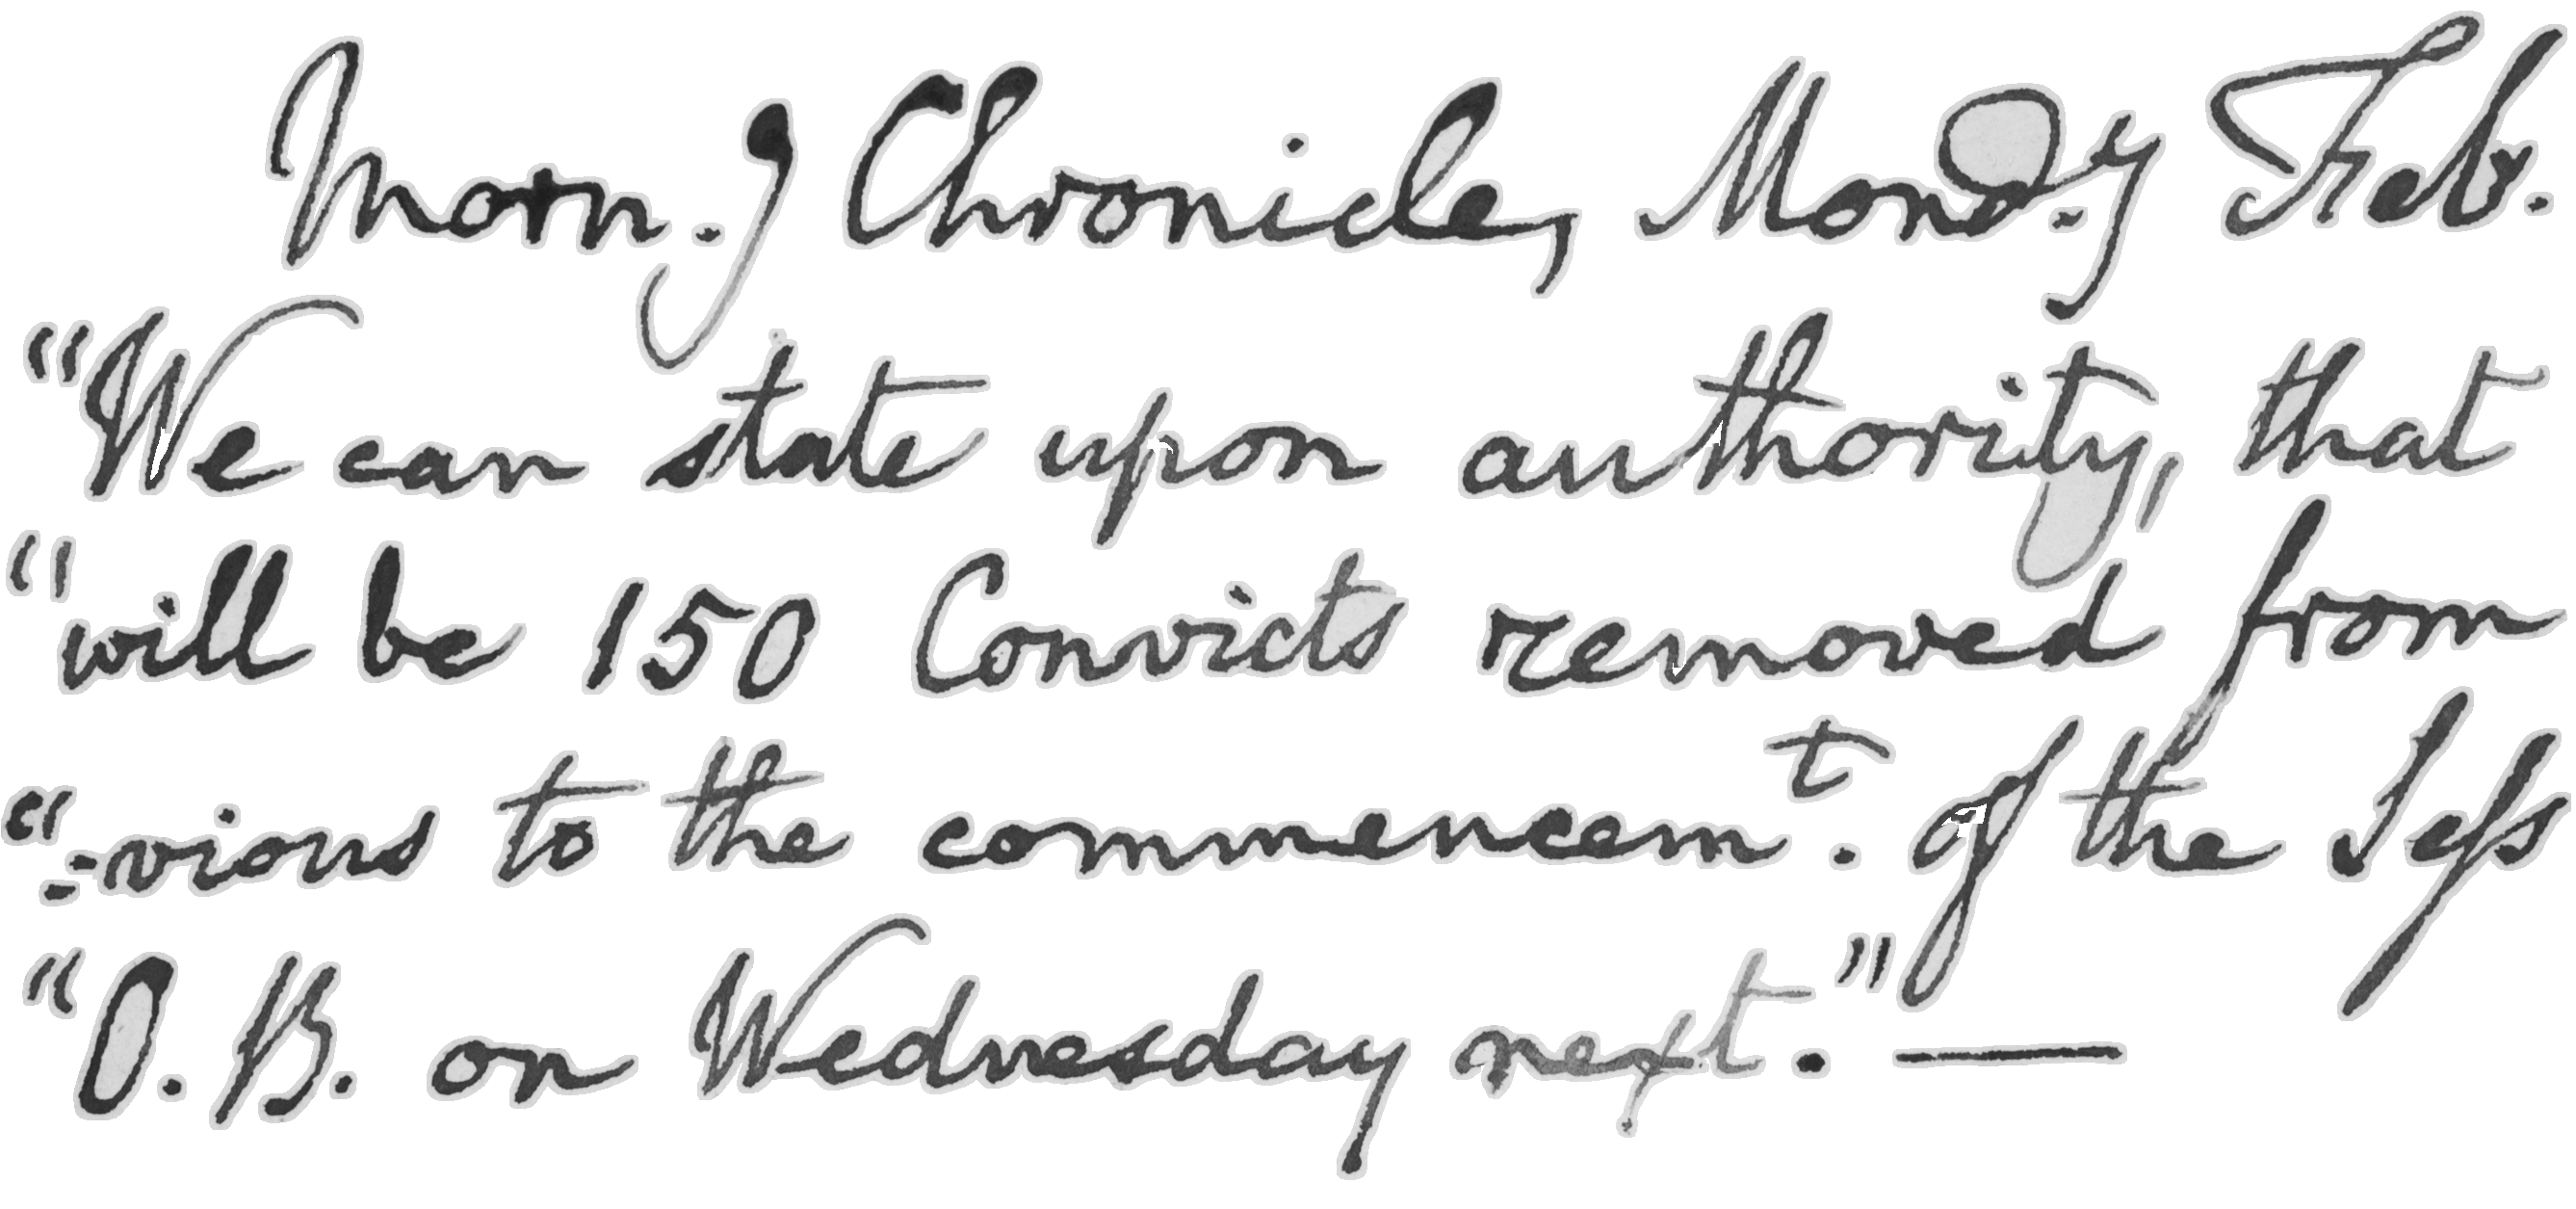 Morn.g Chronicle, Mond.y Feb.
"We can state upon authority, that
"will be 150 Convicts removed from
"=vious to the commencem.t of the Sess
"O. B. on Wednesday next." —